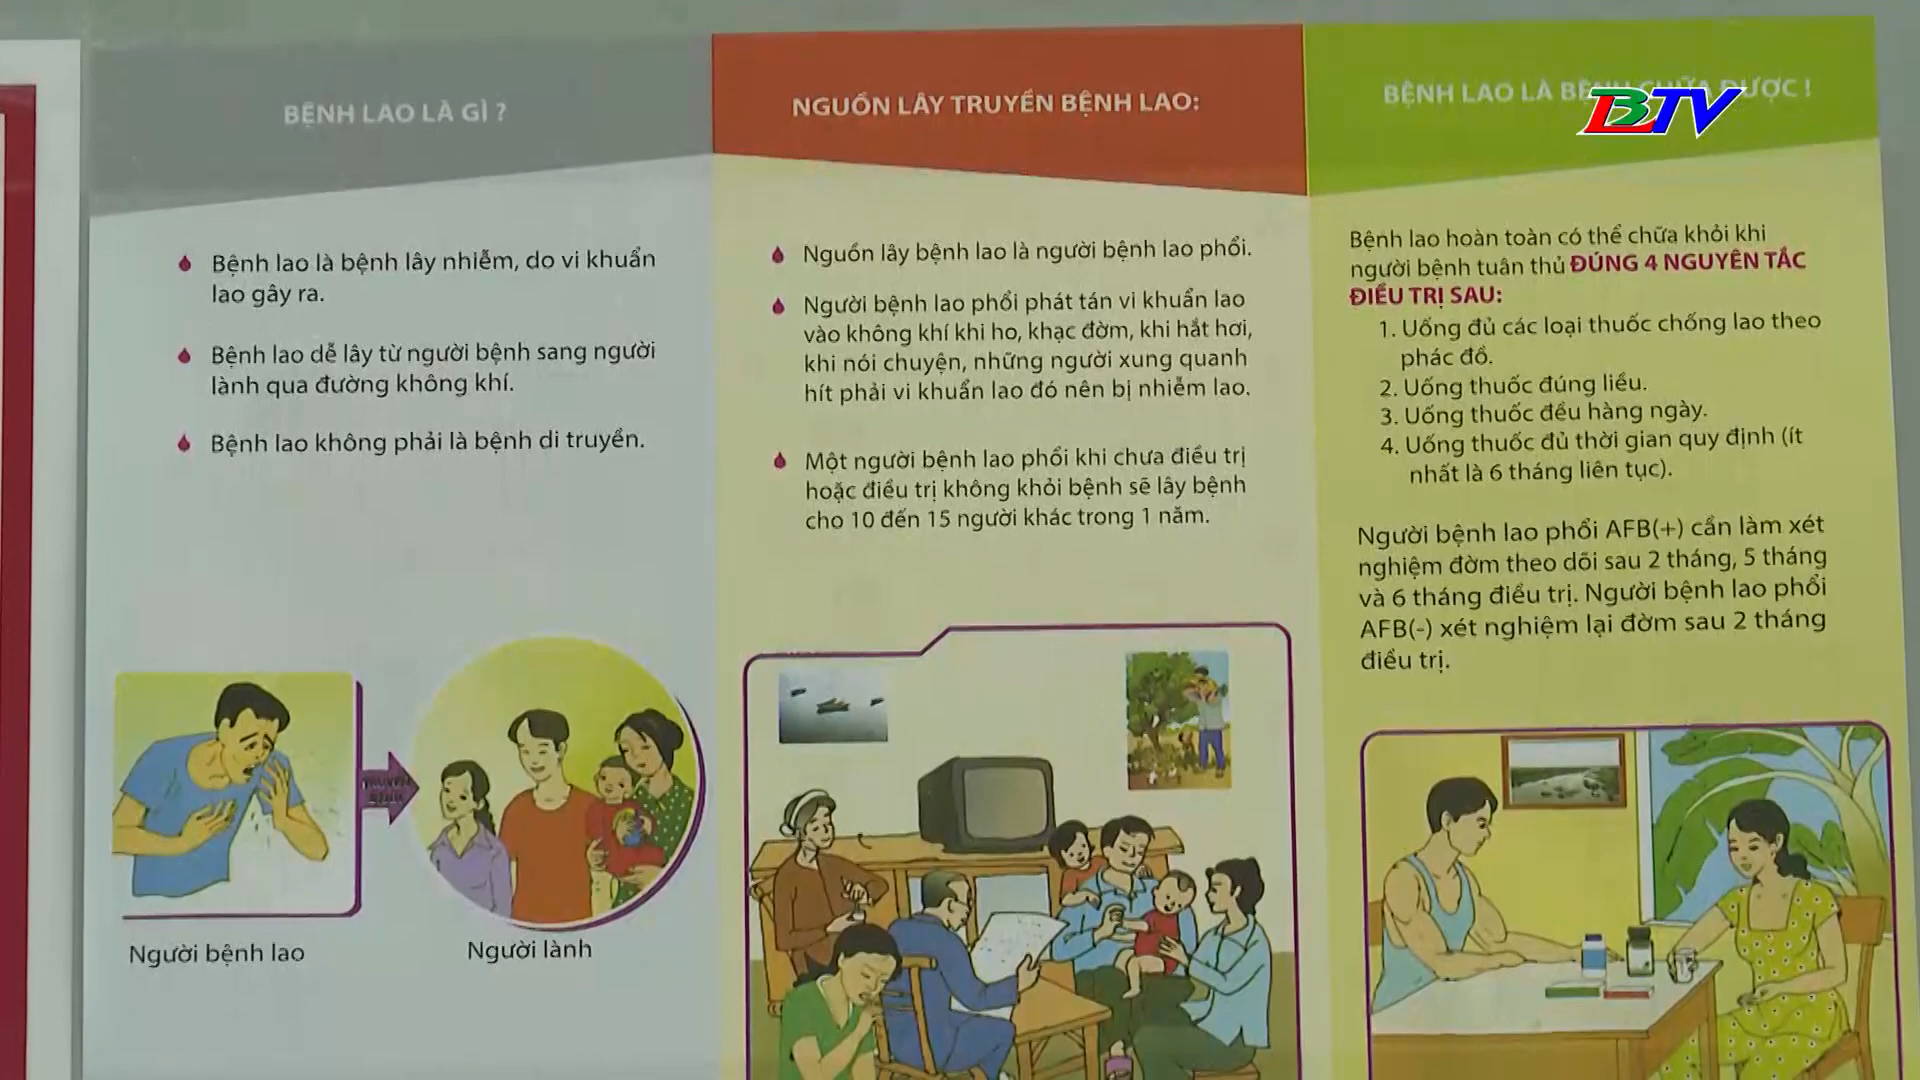 BỆNH LAO LÀ GÌ ?
Bệnh lao là bệnh lây nhiễm, do vi khuẩn
lao gây ra.
Bệnh lao dễ lây từ người bệnh sang người
lành qua đường không khí.
Bệnh lao không phải là bệnh di truyền.
TRUYỀN
BỆNH
Người bệnh lao
Người lành
NGUỒN LÂY TRUYỀN BỆNH LAO:
Nguồn lây bệnh lao là người bệnh lao phổi.
Người bệnh lao phổi phát tán vi khuẩn lao
vào không khí khi ho, khạc đờm, khi hắt hơi,
khi nói chuyện, những người xung quanh
hít phải vi khuẩn lao đó nên bị nhiễm lao.
Một người bệnh lao phổi khi chưa điều trị
hoặc điều trị không khỏi bệnh sẽ lây bệnh
cho 10 đến 15 người khác trong 1 năm.
BỆNH LAO LÀ BỆNH CHỮA ĐƯỢC !
BTV
Bệnh lao hoàn toàn có thể chữa khỏi khi
người bệnh tuân thủ ĐÚNG 4 NGUYÊN TẮC
ĐIỀU TRỊ SAU:
1. Uống đủ các loại thuốc chống lao theo
phác đồ.
2. Uống thuốc đúng liều.
3. Uống thuốc đều hàng ngày.
4. Uống thuốc đủ thời gian quy định (ít
nhất là 6 tháng liên tục).
Người bệnh lao phổi AFB(+) cần làm xét
nghiệm đờm theo dõi sau 2 tháng, 5 tháng
và 6 tháng điều trị. Người bệnh lao phổi
AFB(-) xét nghiệm lại đờm sau 2 tháng
điều trị.